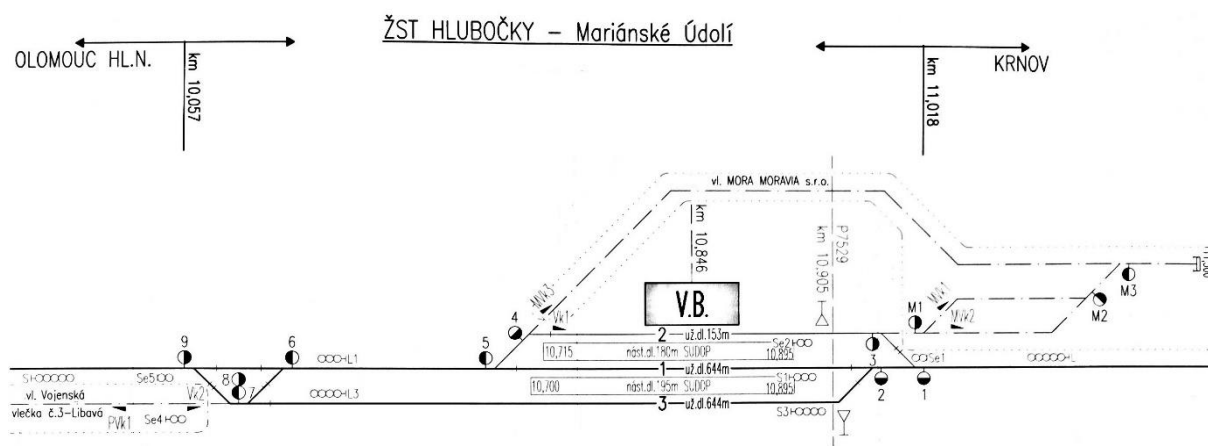 ŽST HLUBOČKY – Mariánské Údolí
OLOMOUC HL.N.
km 10,057
KRNOV
km 11,018
vl. MORA MORAVIA s.r.o.
km 10,846
P7529
km 10,905
V.B.
MVk3
Vk1
MVk1
MVk2
M1
M2
M3
4
2 už.dl.153m
Se2
10,715 nást.dl.180m SUDOP 10,895
3
Se1
L
9
6
5
L1
1 už.dl.644m
S
Se5
8
7
Vk2
L3
10,700 nást.dl.195m SUDOP 10,895
S1
2
1
vl. Vojenská
vlečka č.3-Libavá
PVk1
Se4
3 už.dl.644m
S3